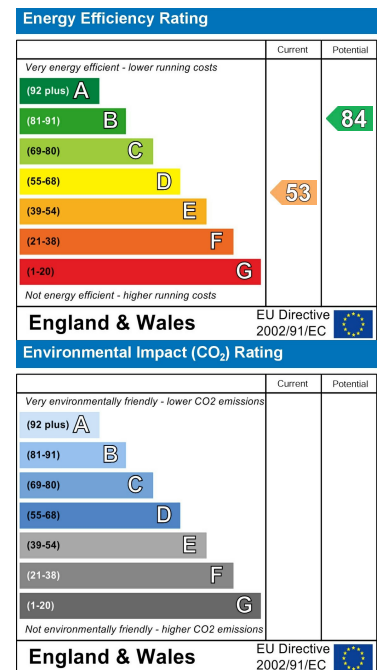 Energy Efficiency Rating
Current Potential
Very energy efficient - lower running costs
(92 plus) A
(81-91) B 84
(69-80) C
(55-68) D
53
(39-54) E
(21-38) F
(1-20) G
Not energy efficient - higher running costs
England & Wales EU Directive 2002/91/EC
Environmental Impact (CO₂) Rating
Current Potential
Very environmentally friendly - lower CO2 emissions
(92 plus) A
(81-91) B
(69-80) C
(55-68) D
(39-54) E
(21-38) F
(1-20) G
Not environmentally friendly - higher CO2 emissions
England & Wales EU Directive 2002/91/EC